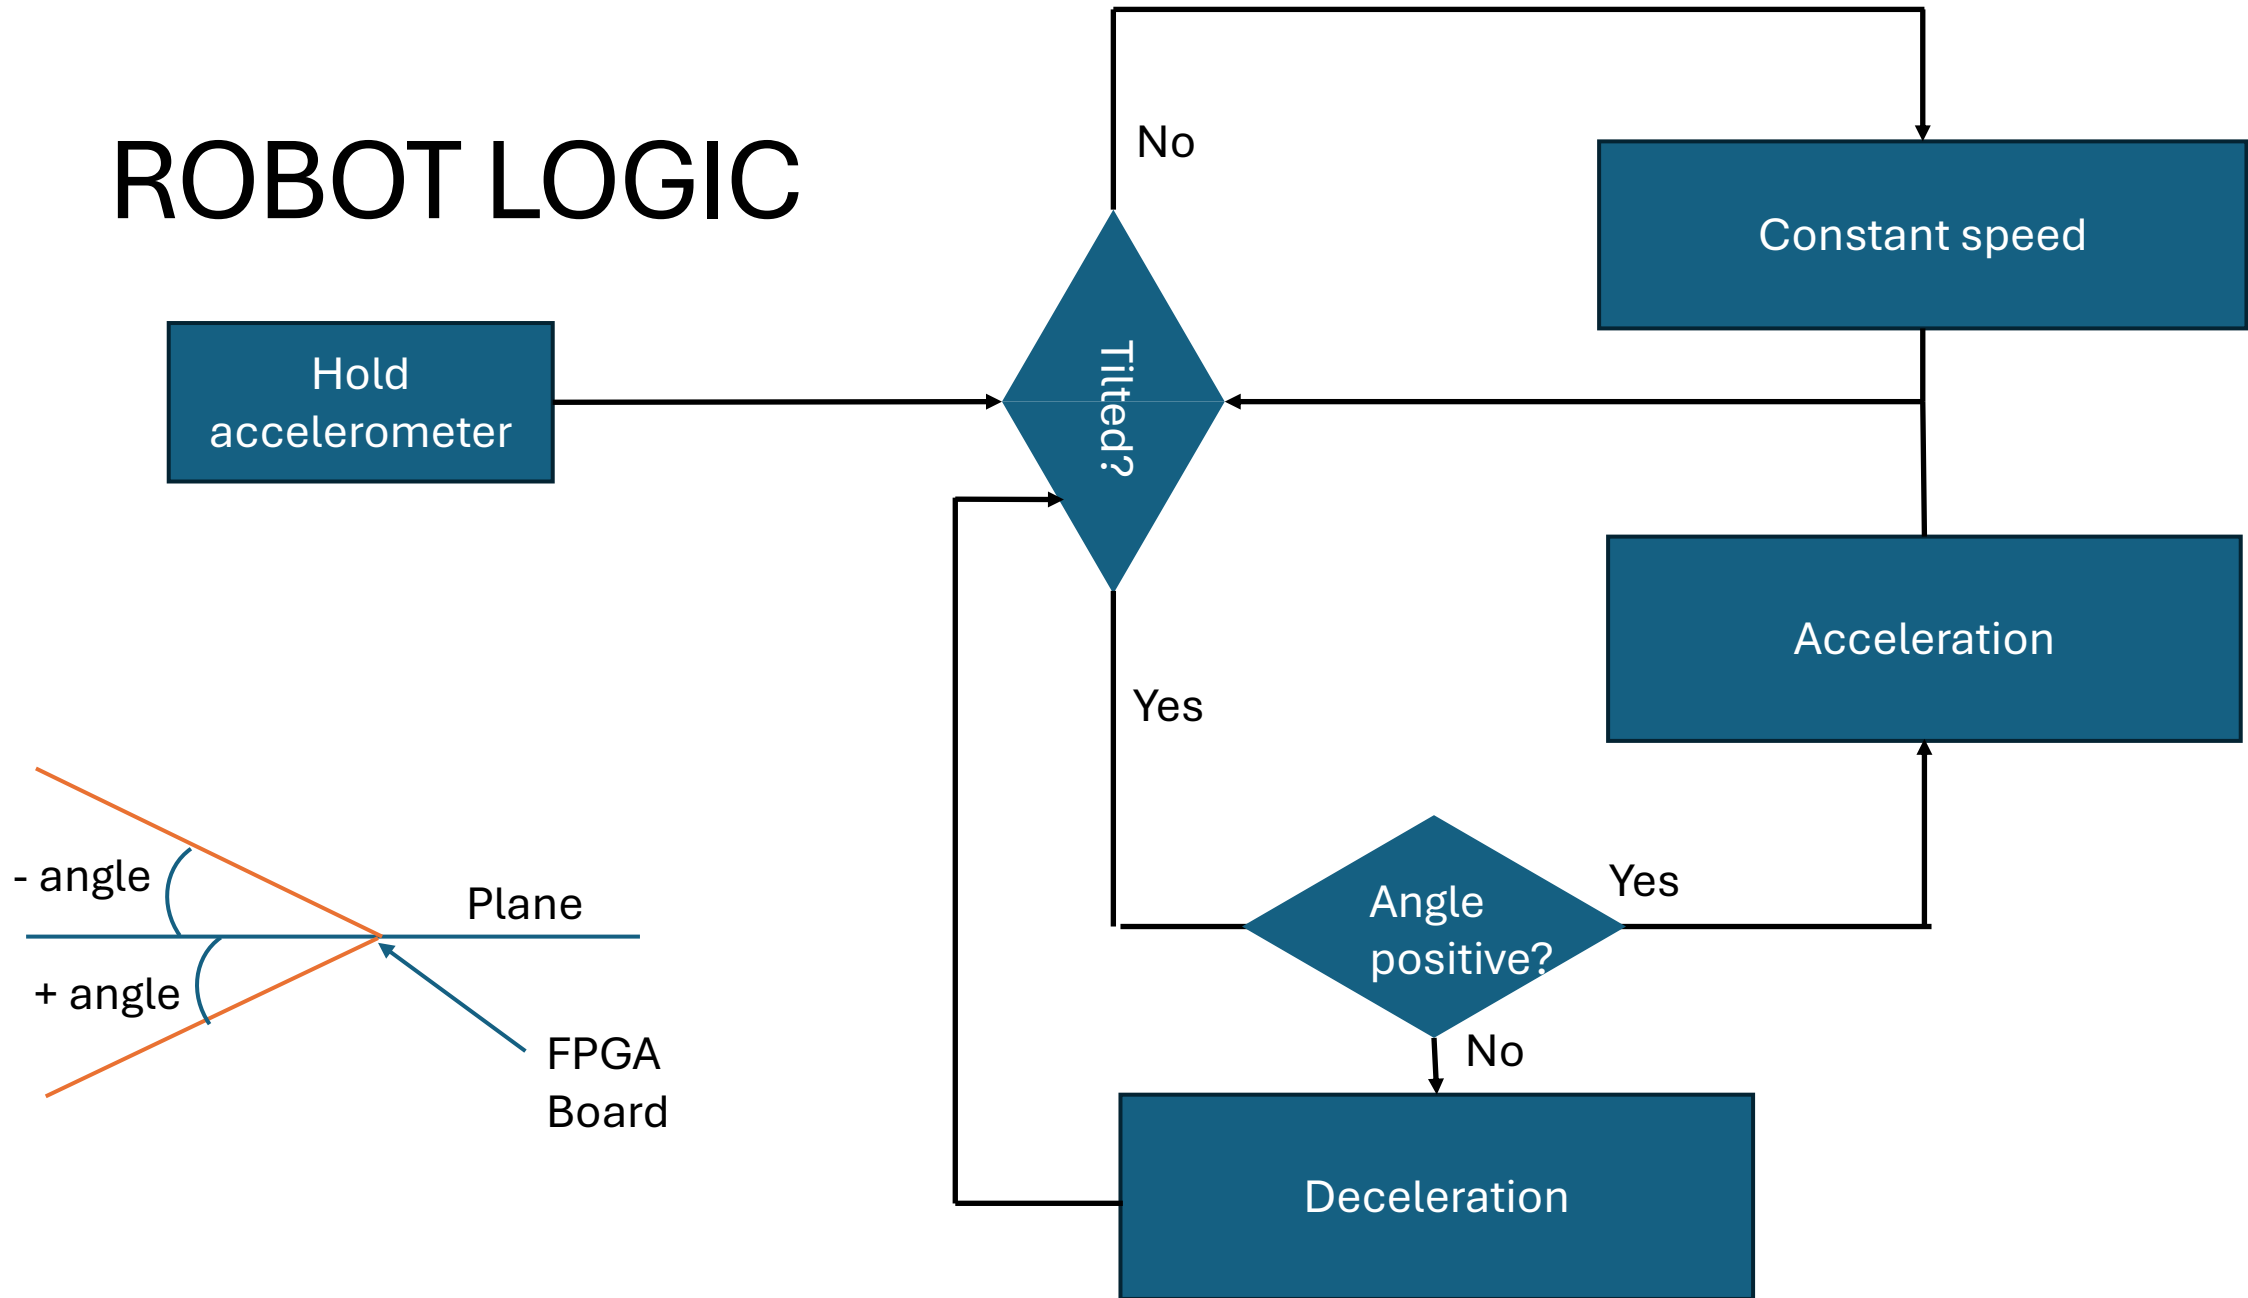 ROBOT LOGIC
No
Constant speed
Hold
accelerometer
Tilted?
Acceleration
Yes
- angle
Plane
+ angle
FPGA
Board
Angle
positive?
Yes
No
Deceleration